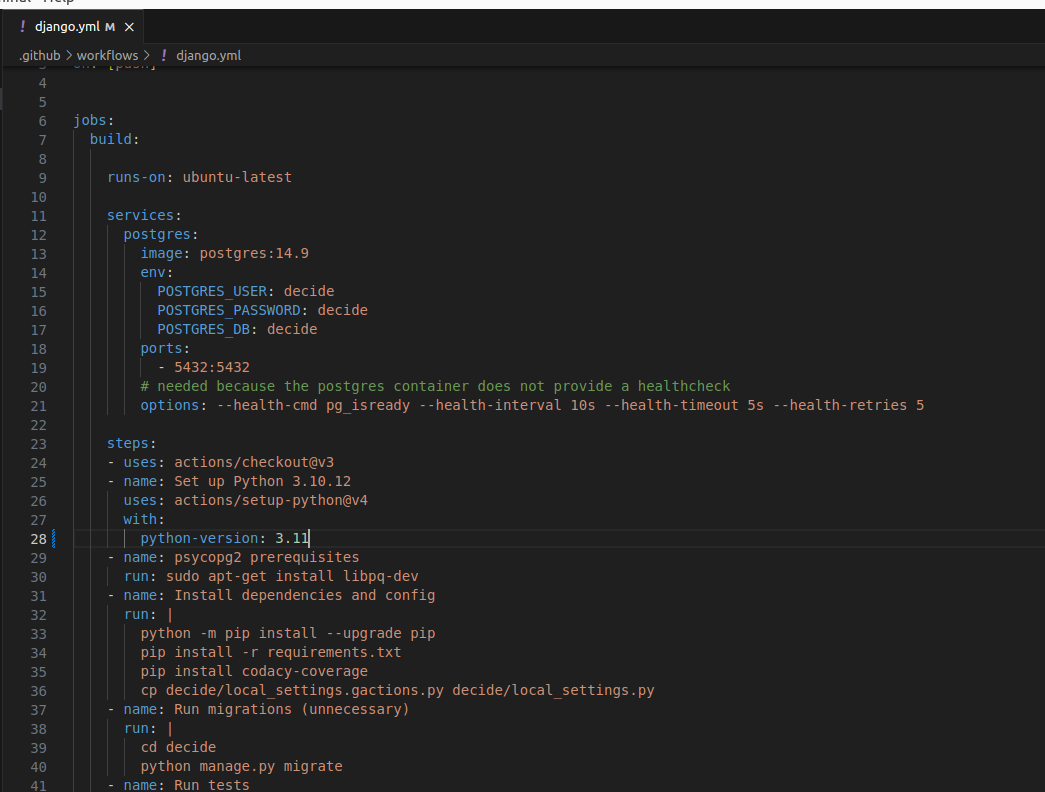 ! django.yml M ×
.github > workflows > ! django.yml
4
5
6 jobs:
7   build:
8
9     runs-on: ubuntu-latest
10
11     services:
12       postgres:
13         image: postgres:14.9
14         env:
15           POSTGRES_USER: decide
16           POSTGRES_PASSWORD: decide
17           POSTGRES_DB: decide
18         ports:
19           - 5432:5432
20         # needed because the postgres container does not provide a healthcheck
21         options: --health-cmd pg_isready --health-interval 10s --health-timeout 5s --health-retries 5
22
23     steps:
24     - uses: actions/checkout@v3
25     - name: Set up Python 3.10.12
26       uses: actions/setup-python@v4
27       with:
28         python-version: 3.11
29     - name: psycopg2 prerequisites
30       run: sudo apt-get install libpq-dev
31     - name: Install dependencies and config
32       run: |
33         python -m pip install --upgrade pip
34         pip install -r requirements.txt
35         pip install codacy-coverage
36         cp decide/local_settings.gactions.py decide/local_settings.py
37     - name: Run migrations (unnecessary)
38       run: |
39         cd decide
40         python manage.py migrate
41     - name: Run tests